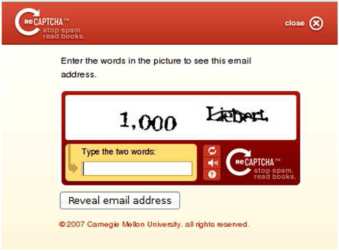 reCAPTCHA™
stop spam.
read books.
close
Enter the words in the picture to see this email
address.
1,000 Liebert,
Type the two words:
reCAPTCHA™
stop spam.
read books.
Reveal email address
©2007 Carnegie Mellon University, all rights reserved.